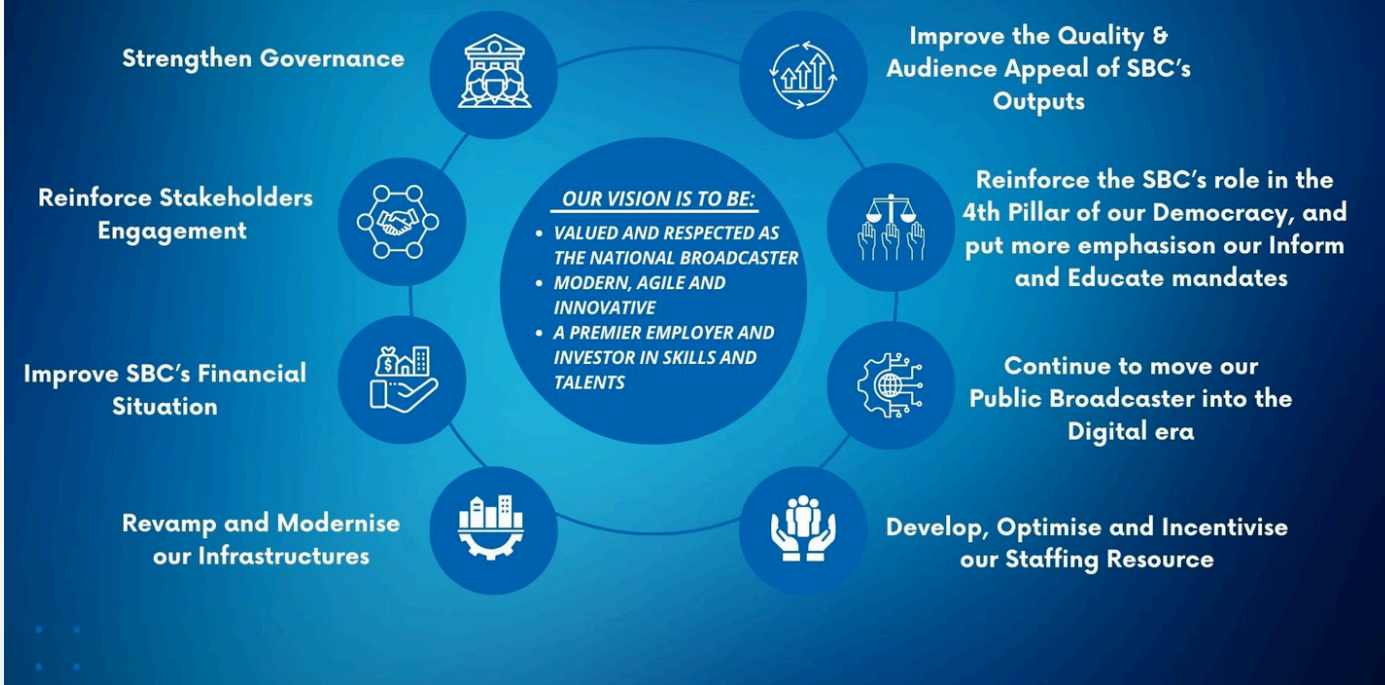 Strengthen Governance
Improve the Quality &
Audience Appeal of SBC's
Outputs
Reinforce Stakeholders
Engagement
Reinforce the SBC's role in the
4th Pillar of our Democracy, and
put more emphasison our Inform
and Educate mandates
OUR VISION IS TO BE:
• VALUED AND RESPECTED AS
THE NATIONAL BROADCASTER
• MODERN, AGILE AND
INNOVATIVE
• A PREMIER EMPLOYER AND
INVESTOR IN SKILLS AND
TALENTS
Improve SBC's Financial
Situation
Continue to move our
Public Broadcaster into the
Digital era
Revamp and Modernise
our Infrastructures
Develop, Optimise and Incentivise
our Staffing Resource